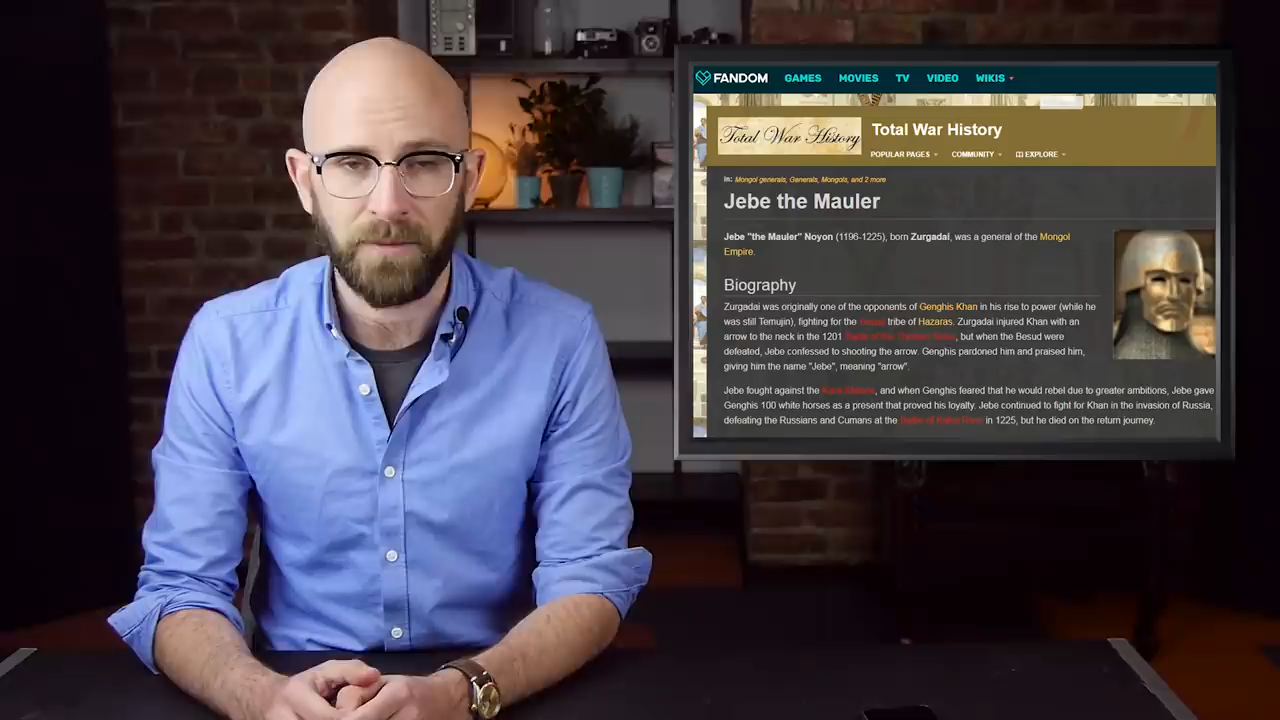 FANDOM GAMES MOVIES TV VIDEO WIKIS
Total War History Total War History
POPULAR PAGES COMMUNITY EXPLORE
In: Mongol generals, Generals, Mongols, and 2 more
Jebe the Mauler
Jebe "the Mauler" Noyon (1196-1225), born Zurgadai, was a general of the Mongol
Empire.
Biography
Zurgadai was originally one of the opponents of Genghis Khan in his rise to power (while he
was still Temujin), fighting for the tribe of Hazaras. Zurgadai injured Khan with an
arrow to the neck in the 1201 , but when the Besud were
defeated, Jebe confessed to shooting the arrow. Genghis pardoned him and praised him,
giving him the name "Jebe", meaning "arrow".
Jebe fought against the , and when Genghis feared that he would rebel due to greater ambitions, Jebe gave
Genghis 100 white horses as a present that proved his loyalty. Jebe continued to fight for Khan in the invasion of Russia,
defeating the Russians and Cumans at the in 1225, but he died on the return journey.